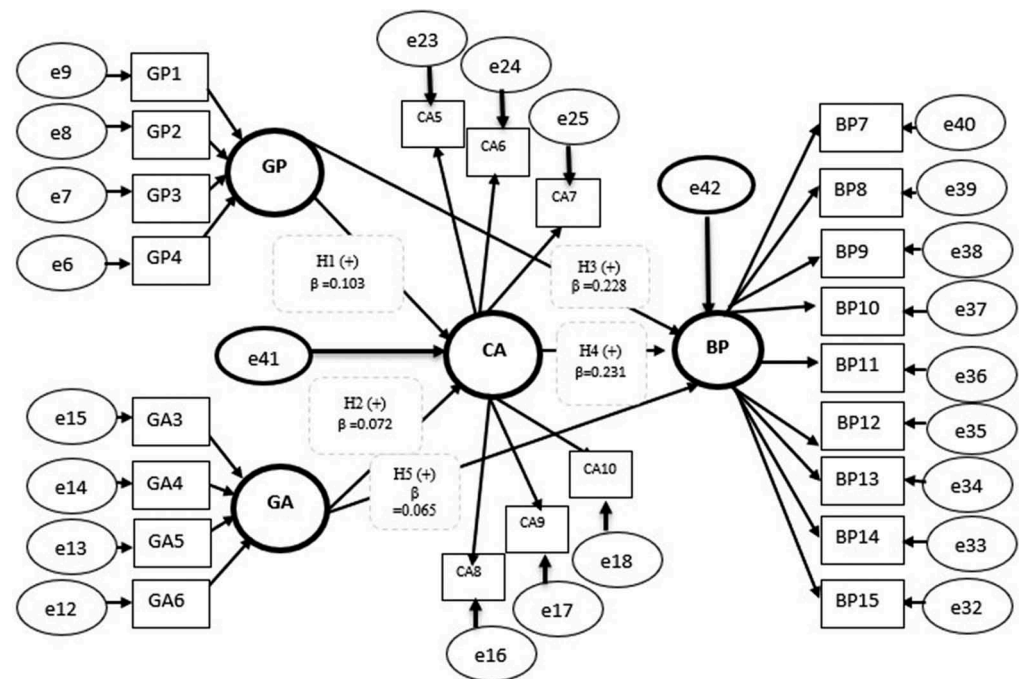 e9
GP1
e8
GP2
e7
GP3
e6
GP4
GP
e23
e24
e25
CA5
CA6
CA7
e42
H1 (+)
β =0.103
H3 (+)
β =0.228
H4 (+)
β=0.231
e41
CA
BP
H2 (+)
β =0.072
H5 (+)
β
=0.065
e15
GA3
e14
GA4
e13
GA5
e12
GA6
GA
CA10
CA9
CA8
e18
e17
e16
BP7
e40
BP8
e39
BP9
e38
BP10
e37
BP11
e36
BP12
e35
BP13
e34
BP14
e33
BP15
e32